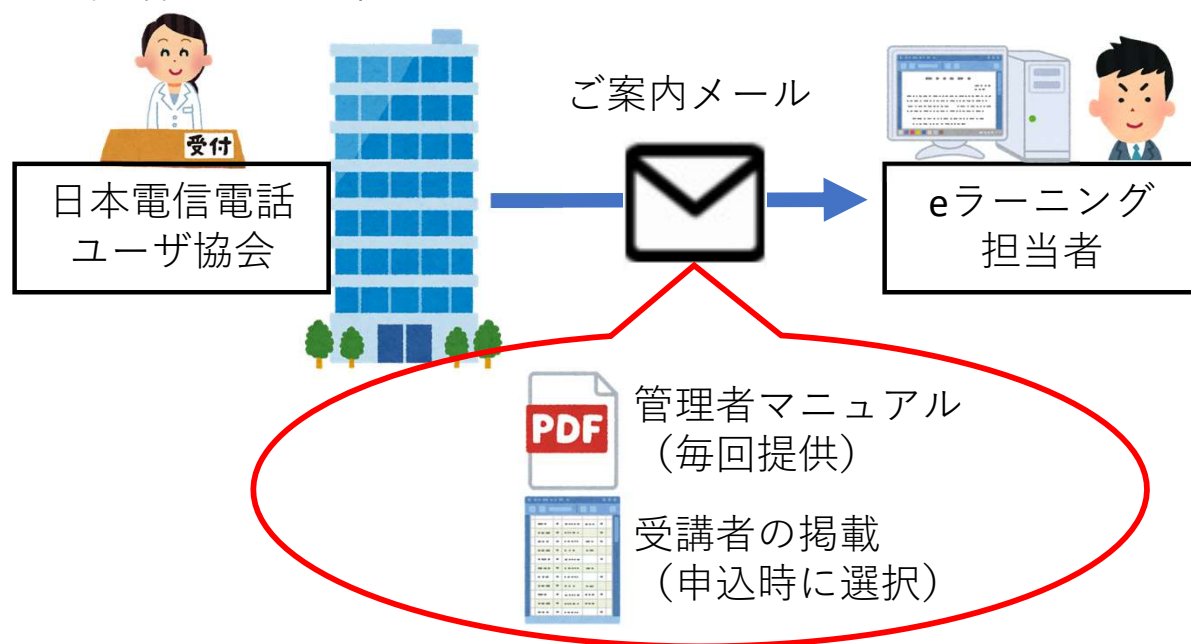 ご案内メール
受付
日本電信電話
ユーザ協会
eラーニング
担当者
PDF
管理者マニュアル
（毎回提供）
受講者の掲載
（申込時に選択）